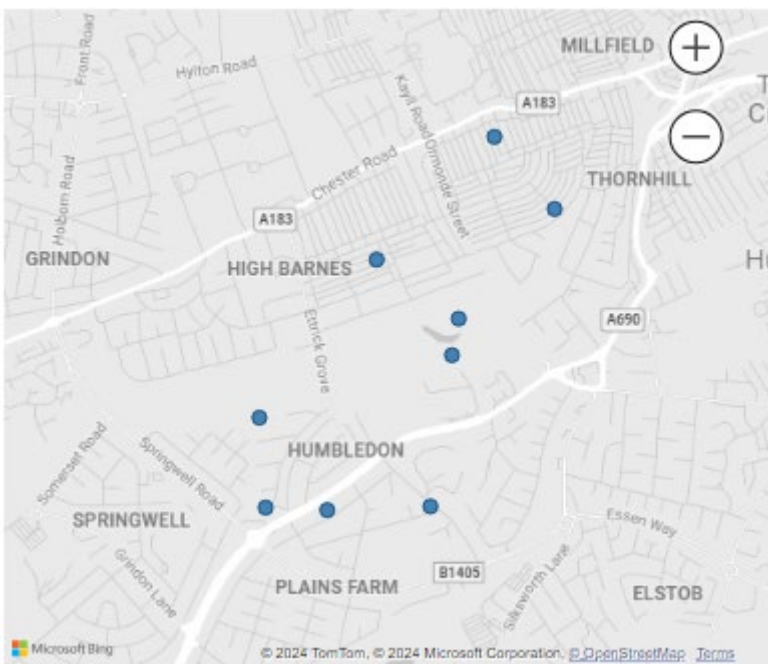 MILLFIELD
Front Road
Hylton Road
Kayll Road
A183
T
C
Chester Road
Ormonde Street
THORNHILL
Holborn Road
A183
GRINDON
HIGH BARNES
H
A690
Ettrick Grove
HUMBLEDON
Somerset Road
Springwell Road
SPRINGWELL
Essen Way
Grindon Lane
B1405
Silksworth Lane
PLAINS FARM
ELSTOB
Microsoft Bing
© 2024 TomTom, © 2024 Microsoft Corporation, © OpenStreetMap Terms